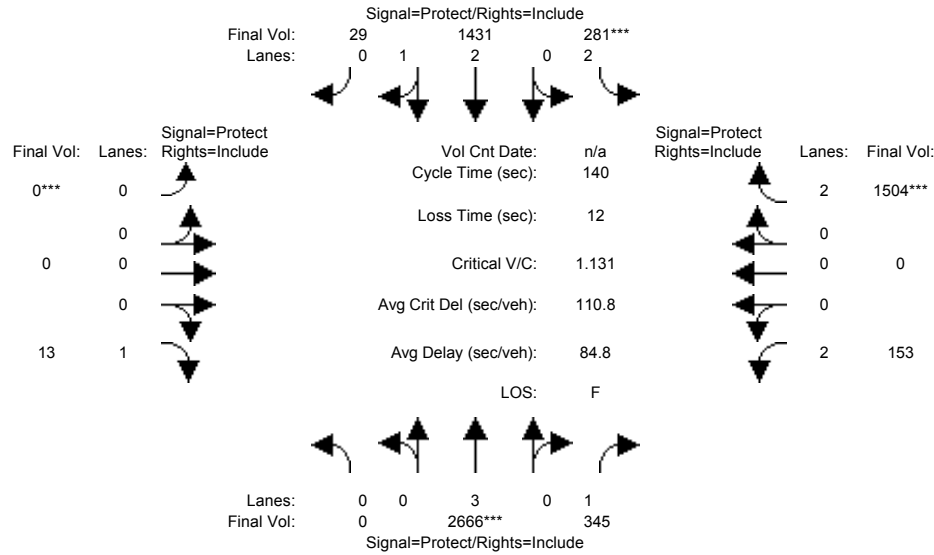 Signal=Protect/Rights=Include
Final Vol: 29 1431 281***
Lanes: 0 1 2 0 2
Signal=Protect Signal=Protect
Final Vol: Lanes: Rights=Include Vol Cnt Date: n/a Rights=Include Lanes: Final Vol:
Cycle Time (sec): 140
0*** 0 2 1504***
Loss Time (sec): 12
0 0
0 0 Critical V/C: 1.131 0 0
0 Avg Crit Del (sec/veh): 110.8 0
13 1 Avg Delay (sec/veh): 84.8 2 153
LOS: F
Lanes: 0 0 3 0 1
Final Vol: 0 2666*** 345
Signal=Protect/Rights=Include